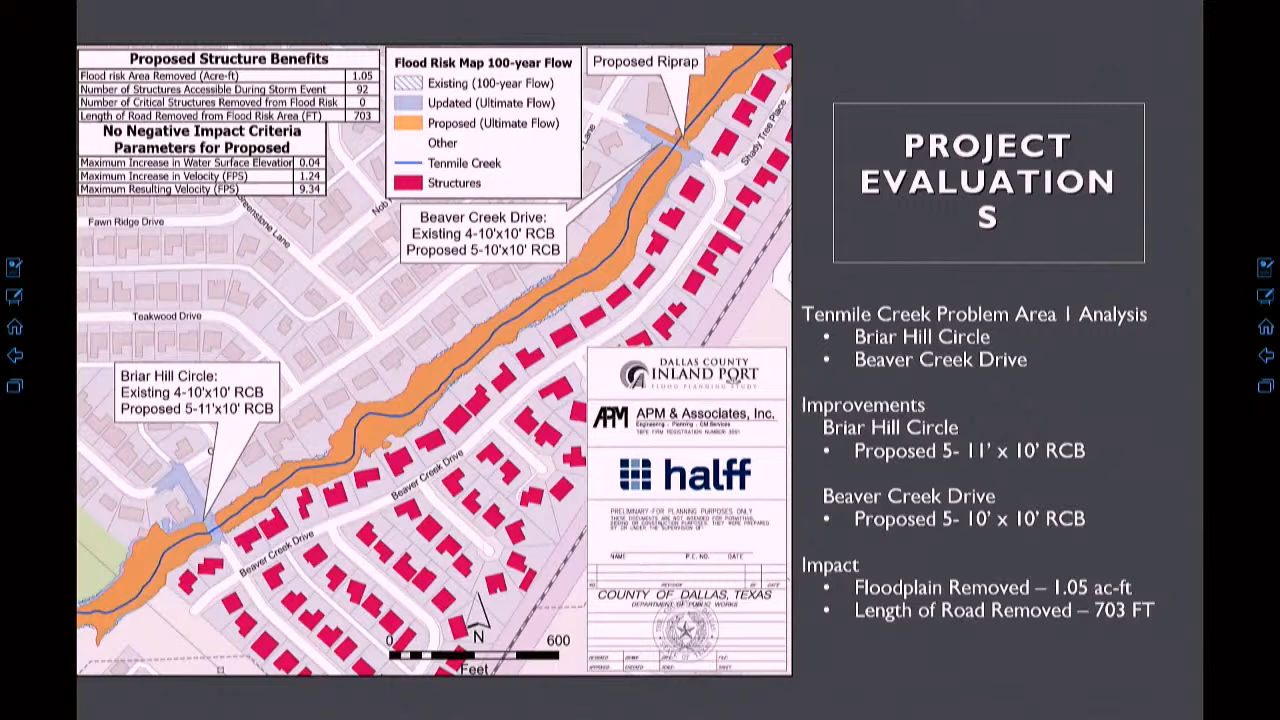 Proposed Structure Benefits
Flood risk Area Removed (Acre-ft) 1.05
Number of Structures Accessible During Storm Event 92
Number of Critical Structures Removed from Flood Risk 0
Length of Road Removed from Flood Risk Area (FT) 703
No Negative Impact Criteria
Parameters for Proposed
Maximum Increase in Water Surface Elevation 0.04
Maximum Increase in Velocity (FPS) 1.24
Maximum Resulting Velocity (FPS) 9.34
Flood Risk Map 100-year Flow
Existing (100-year Flow)
Updated (Ultimate Flow)
Proposed (Ultimate Flow)
Other
Tenmile Creek
Structures
Proposed Riprap
Lane
Shady Tree Place
Beaver Creek Drive:
Existing 4-10'x10' RCB
Proposed 5-10'x10' RCB
Fawn Ridge Drive
Lane
Nob
Teakwood Drive
Briar Hill Circle:
Existing 4-10'x10' RCB
Proposed 5-11'x10' RCB
Beaver Creek Drive
Beaver Creek Drive
N
0 600
Feet
DALLAS COUNTY
INLAND PORT
FLOOD PLANNING STUDY
APM
APM & Associates, Inc.
Engineering - Planning - CM Services
halff
PRELIMINARY-FOR PLANNING PURPOSES ONLY
NAME P.E. NO. DATE
COUNTY OF DALLAS, TEXAS
DEPARTMENT OF PUBLIC WORKS
PROJECT
EVALUATION
S
Tenmile Creek Problem Area 1 Analysis
• Briar Hill Circle
• Beaver Creek Drive
Improvements
Briar Hill Circle
• Proposed 5- 11' x 10' RCB
Beaver Creek Drive
• Proposed 5- 10' x 10' RCB
Impact
• Floodplain Removed – 1.05 ac-ft
• Length of Road Removed – 703 FT